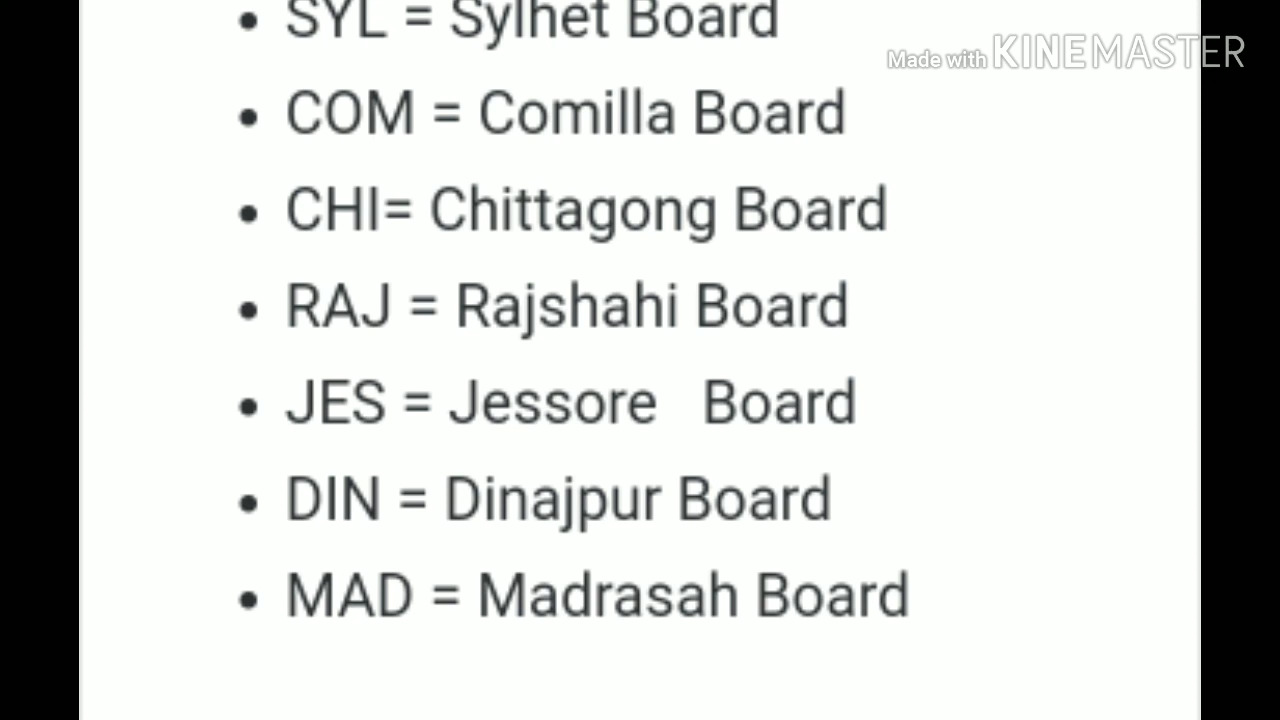 • SYL = Sylhet Board
Made with KINEMASTER
• COM = Comilla Board
• CHI= Chittagong Board
• RAJ = Rajshahi Board
• JES = Jessore   Board
• DIN = Dinajpur Board
• MAD = Madrasah Board